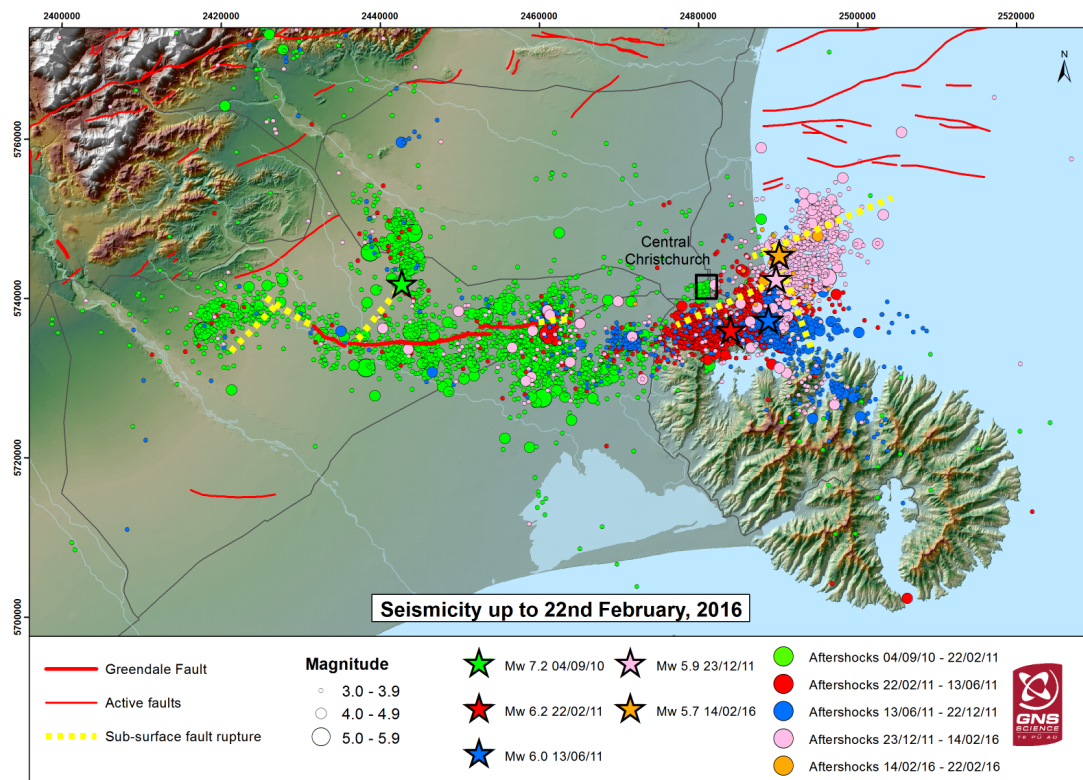 2400000
2420000
2440000
2460000
2480000
2500000
2520000
N
5760000
5740000
5720000
5700000
Central
Christchurch
Seismicity up to 22nd February, 2016
Greendale Fault
Active faults
Sub-surface fault rupture
Magnitude
3.0 - 3.9
4.0 - 4.9
5.0 - 5.9
Mw 7.2 04/09/10
Mw 6.2 22/02/11
Mw 6.0 13/06/11
Mw 5.9 23/12/11
Mw 5.7 14/02/16
Aftershocks 04/09/10 - 22/02/11
Aftershocks 22/02/11 - 13/06/11
Aftershocks 13/06/11 - 22/12/11
Aftershocks 23/12/11 - 14/02/16
Aftershocks 14/02/16 - 22/02/16
GNS
SCIENCE
TE PŪ AO